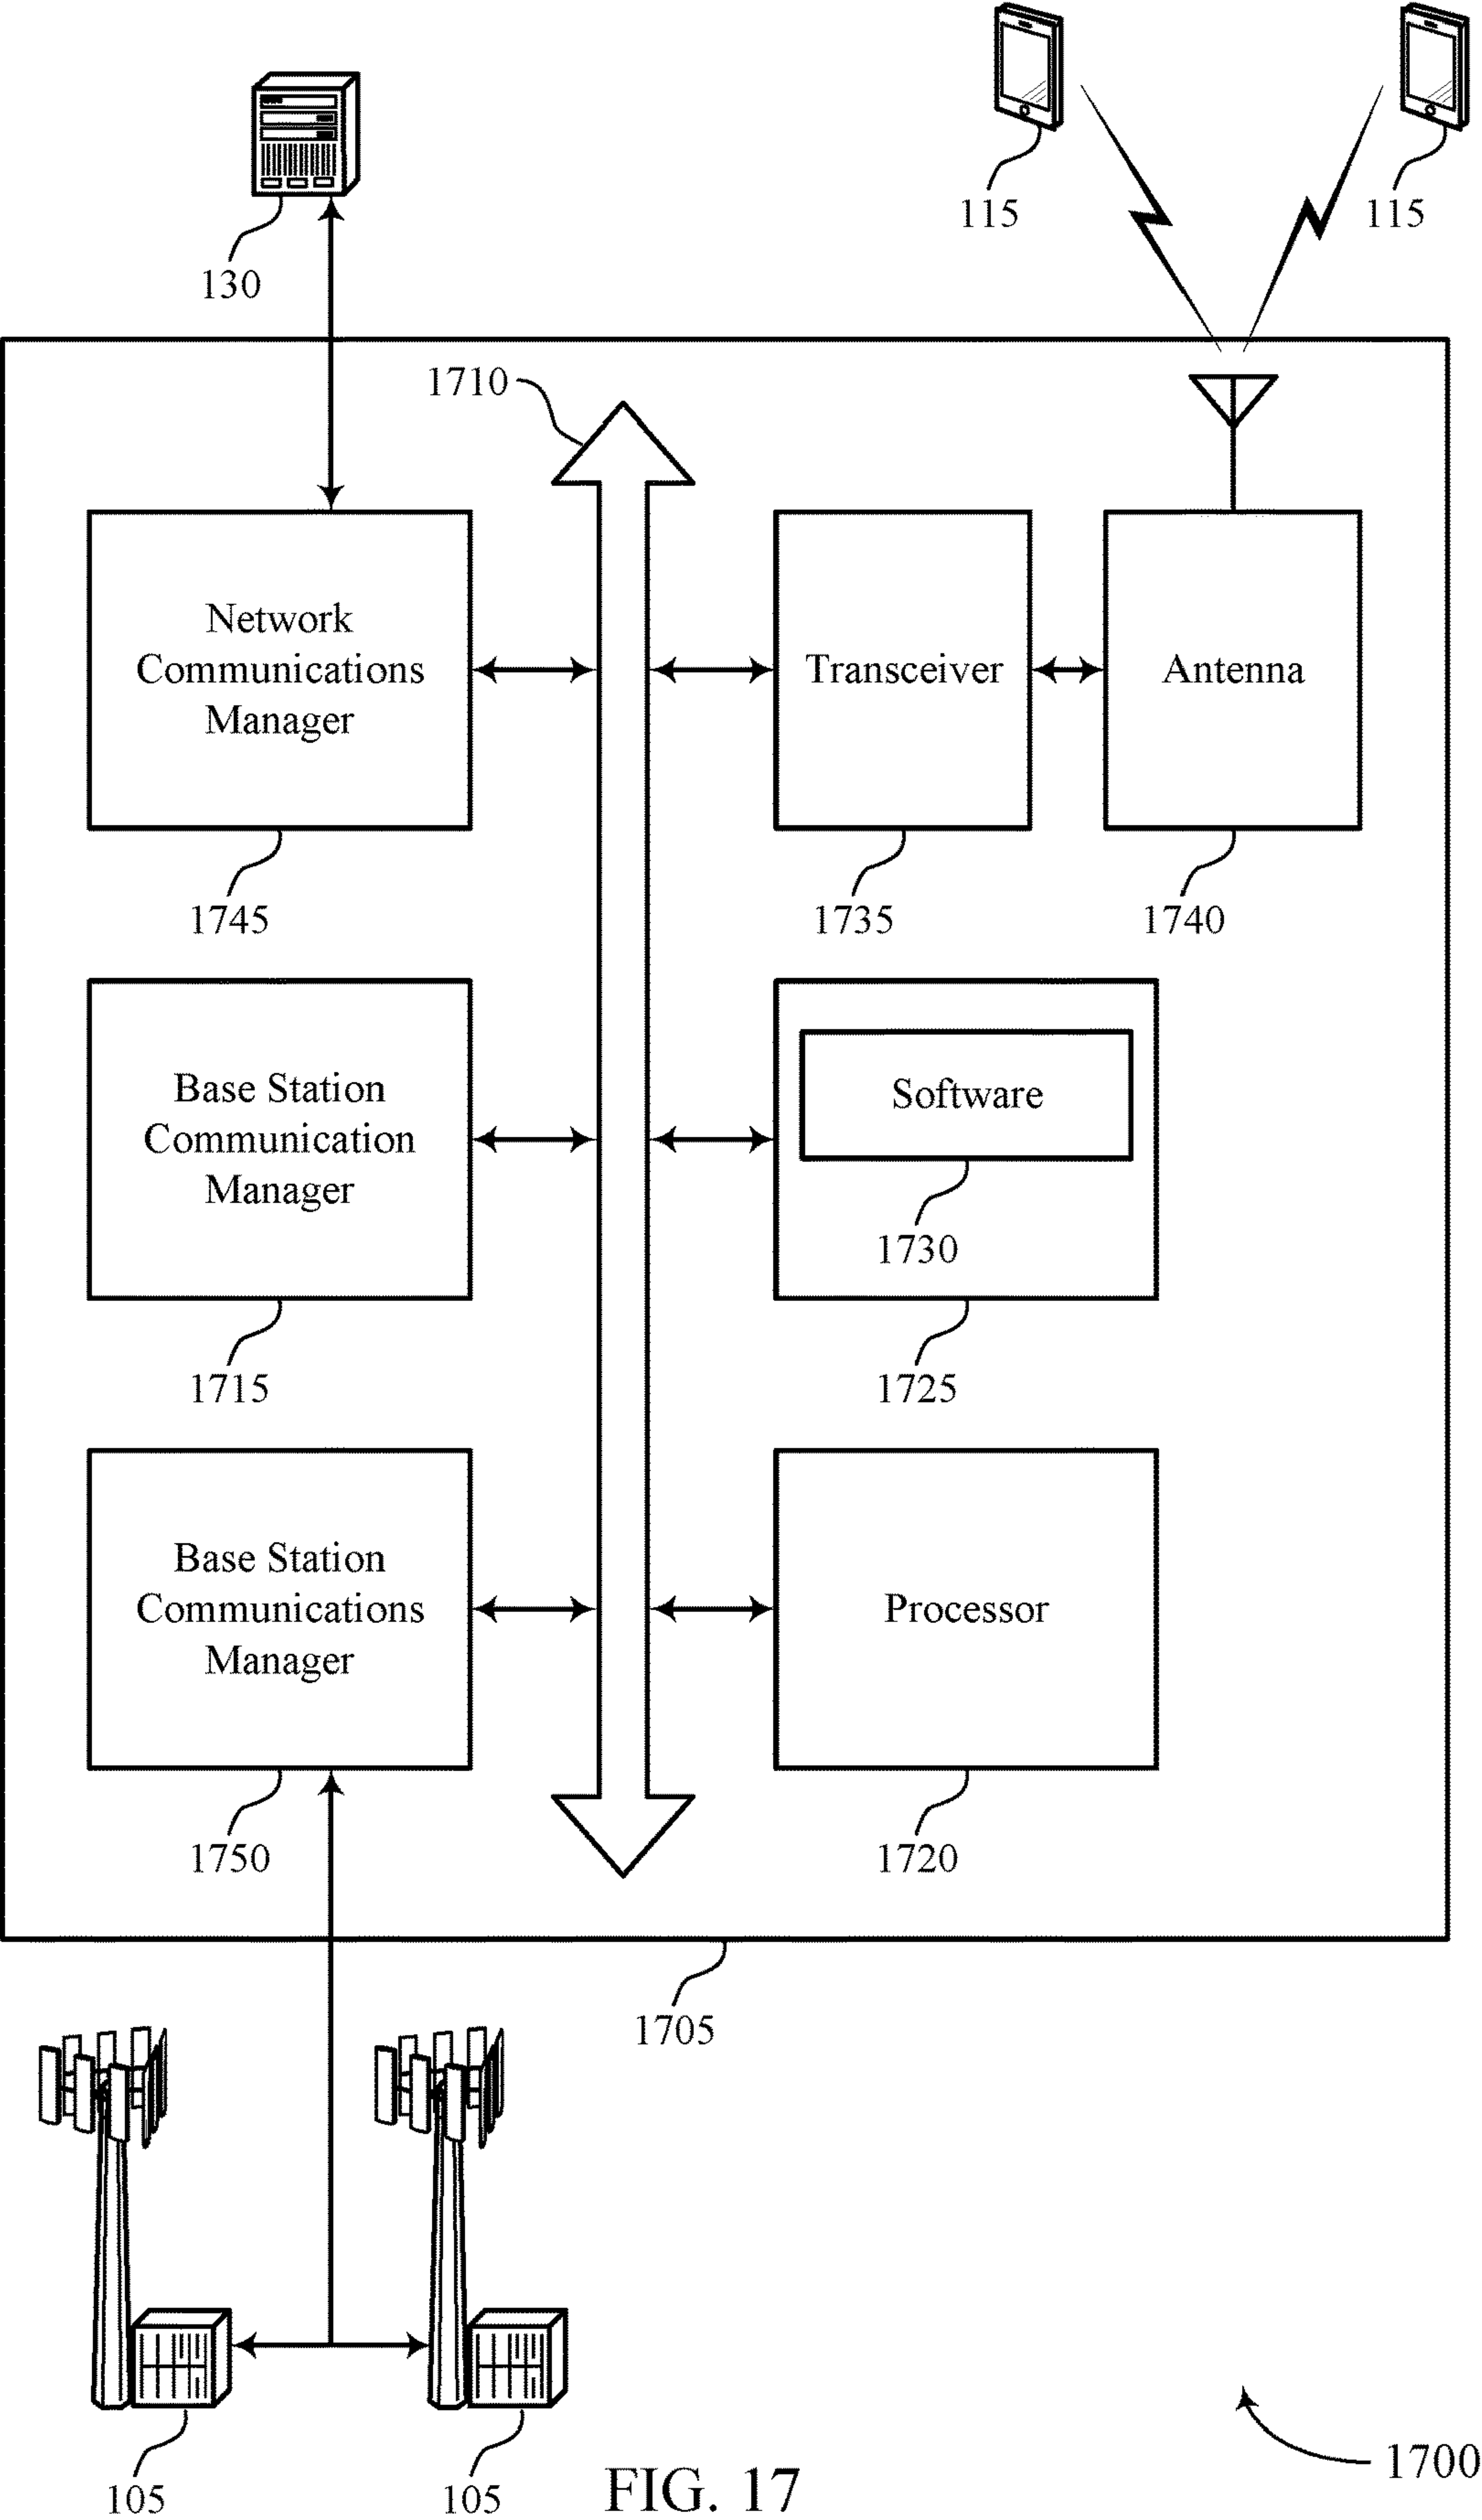 115
115
130
1710
Network
Communications
Manager
Transceiver
Antenna
1745
1735
1740
Base Station
Communication
Manager
Software
1730
1715
1725
Base Station
Communications
Manager
Processor
1750
1720
1705
105
105
FIG. 17
1700